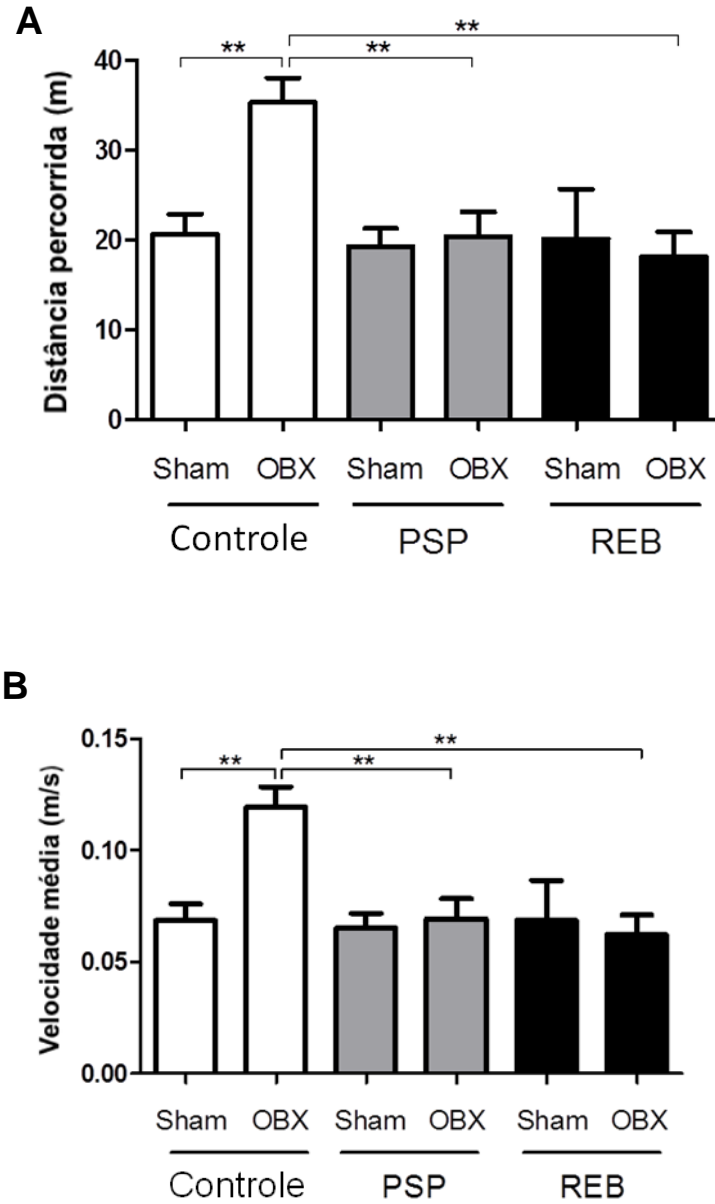 A
**
** **
Distância percorrida (m)
40
30
20
10
0
Sham OBX Sham OBX Sham OBX
Controle PSP REB
B
**
** **
Velocidade média (m/s)
0.15
0.10
0.05
0.00
Sham OBX Sham OBX Sham OBX
Controle PSP REB